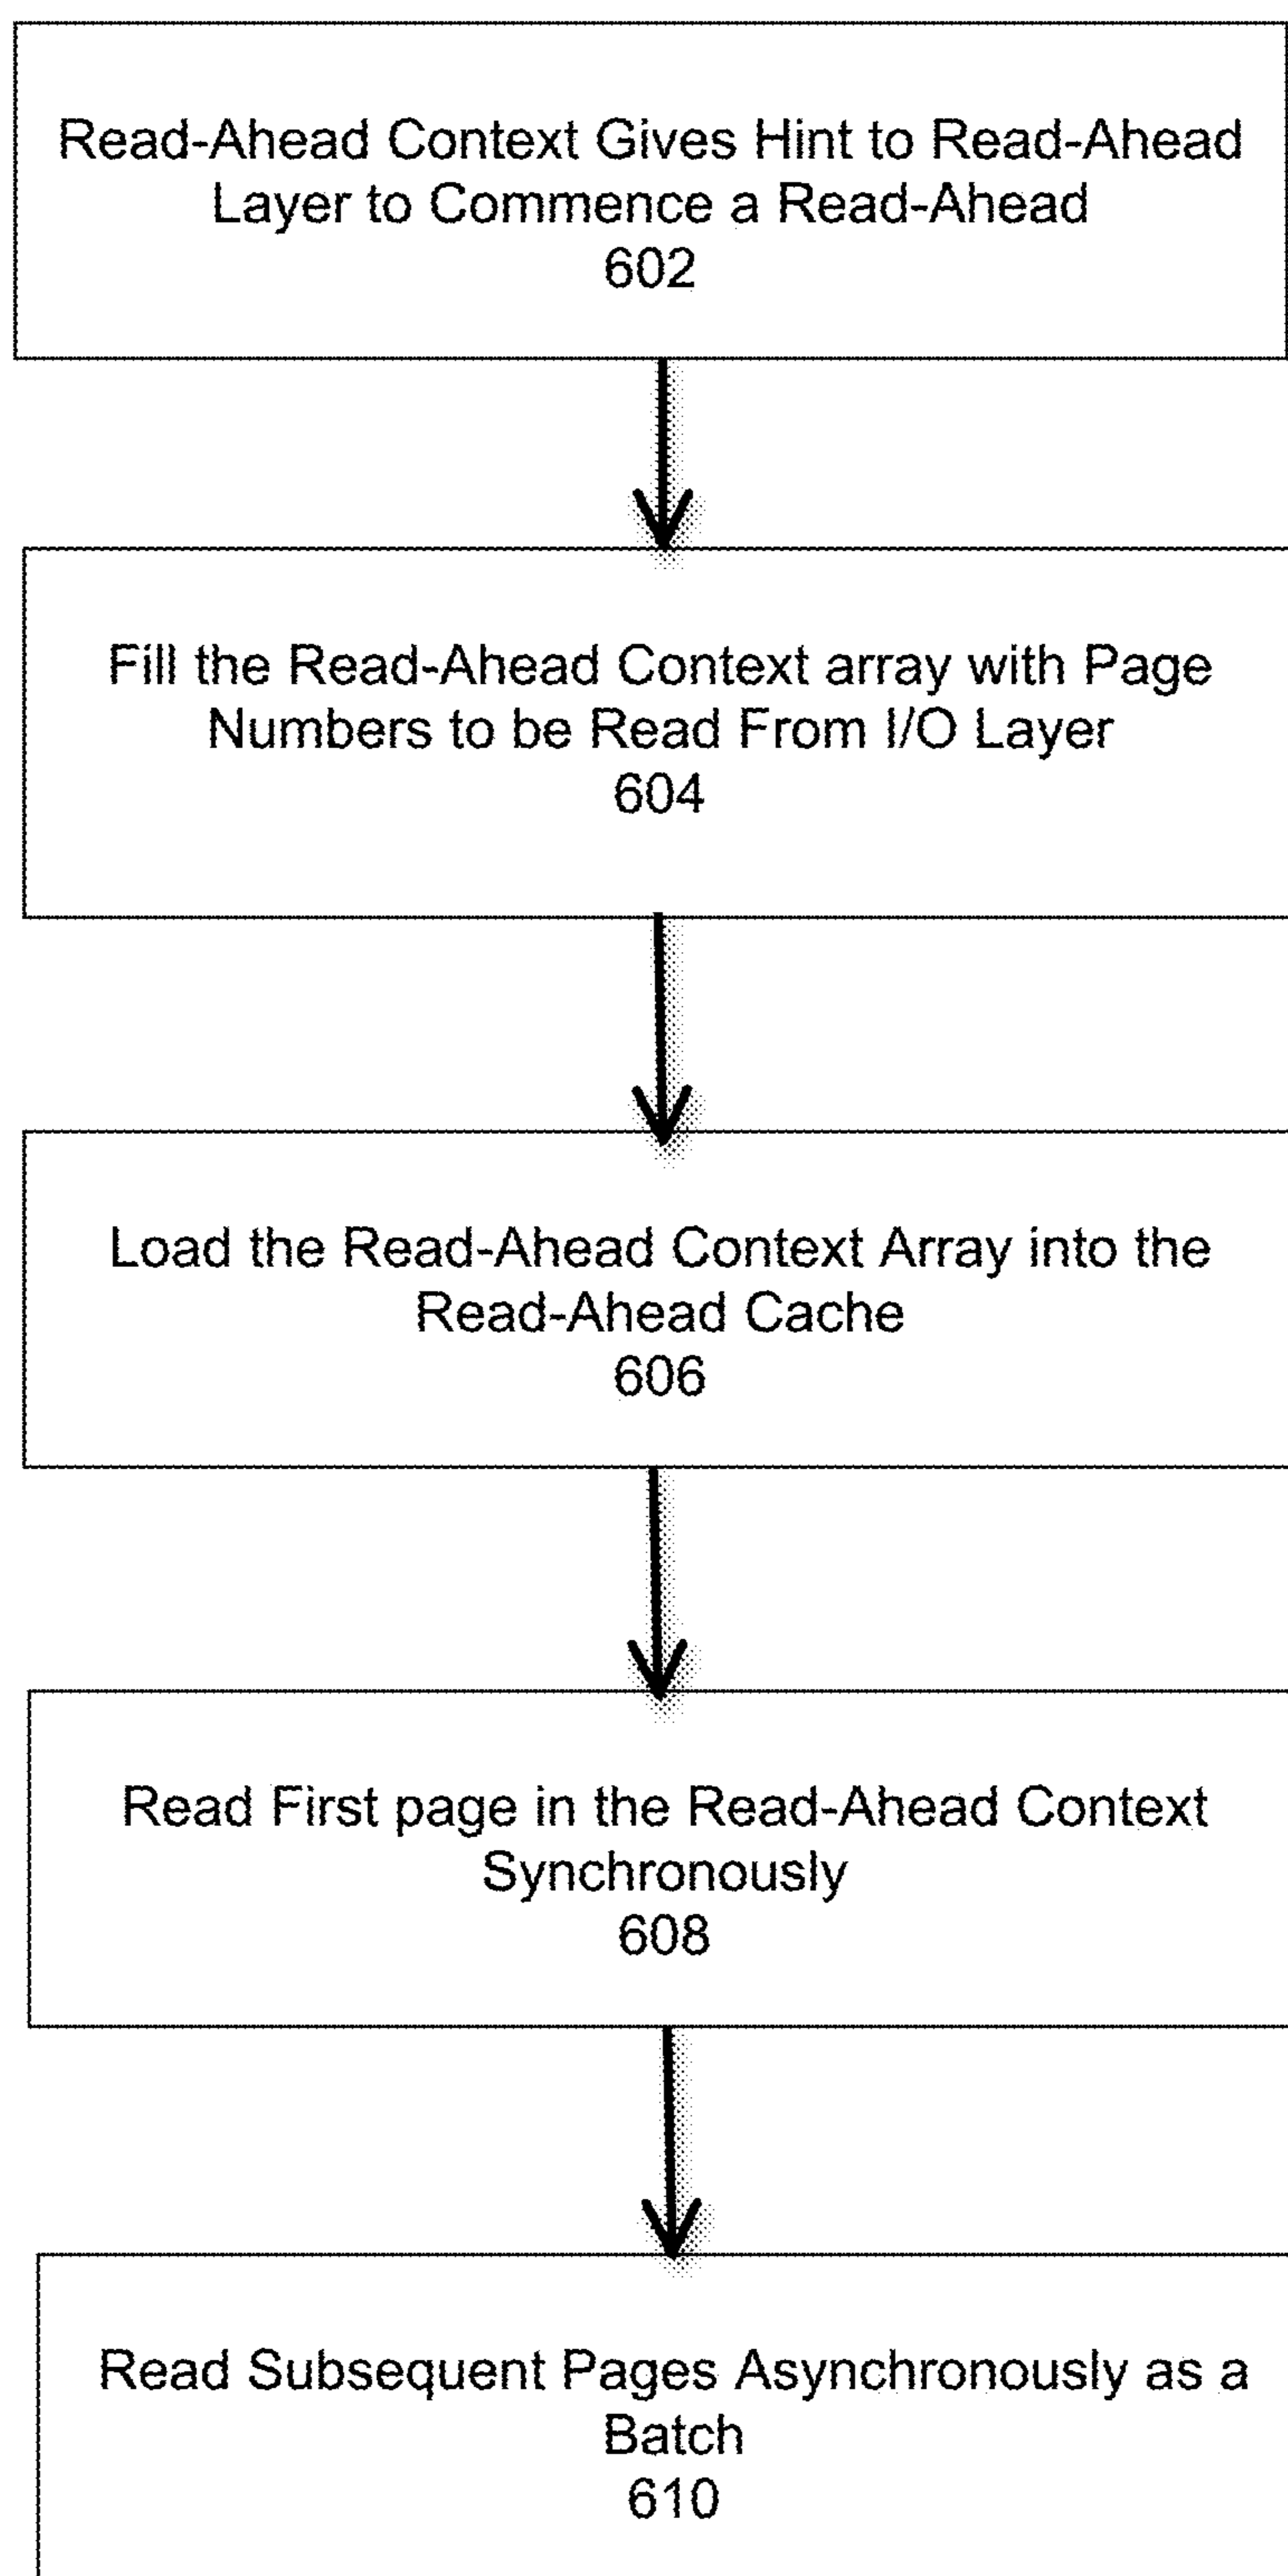 Read-Ahead Context Gives Hint to Read-Ahead
Layer to Commence a Read-Ahead
602
Fill the Read-Ahead Context array with Page
Numbers to be Read From I/O Layer
604
Load the Read-Ahead Context Array into the
Read-Ahead Cache
606
Read First page in the Read-Ahead Context
Synchronously
608
Read Subsequent Pages Asynchronously as a
Batch
610